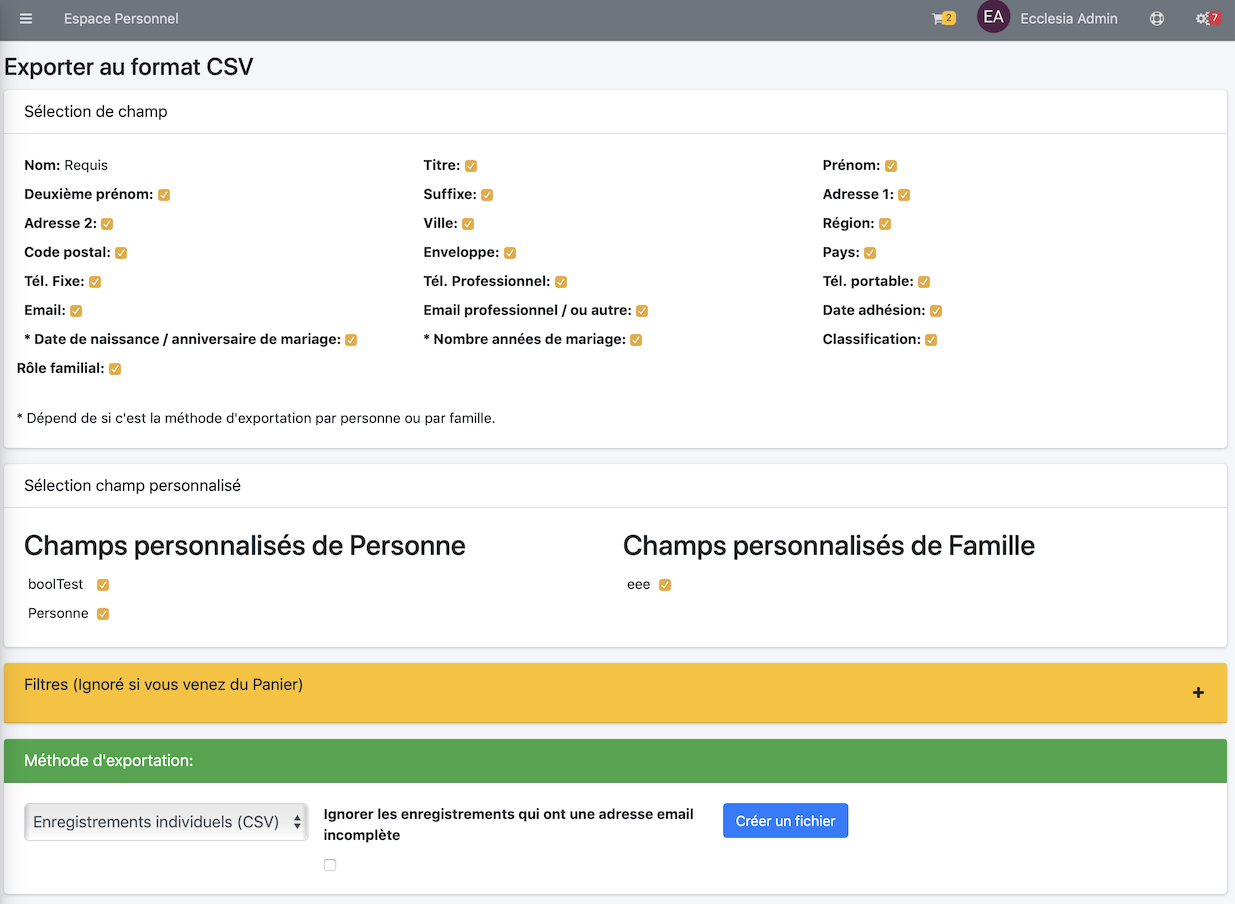 Espace Personnel
2
EA
Ecclesia Admin
7
Exporter au format CSV
Sélection de champ
Nom: Requis
Titre:
Prénom:
Deuxième prénom:
Suffixe:
Adresse 1:
Adresse 2:
Ville:
Région:
Code postal:
Enveloppe:
Pays:
Tél. Fixe:
Tél. Professionnel:
Tél. portable:
Email:
Email professionnel / ou autre:
Date adhésion:
* Date de naissance / anniversaire de mariage:
* Nombre années de mariage:
Classification:
Rôle familial:
* Dépend de si c'est la méthode d'exportation par personne ou par famille.
Sélection champ personnalisé
Champs personnalisés de Personne
Champs personnalisés de Famille
boolTest
eee
Personne
Filtres (Ignoré si vous venez du Panier)
+
Méthode d'exportation:
Enregistrements individuels (CSV)
Ignorer les enregistrements qui ont une adresse email
incomplète
Créer un fichier